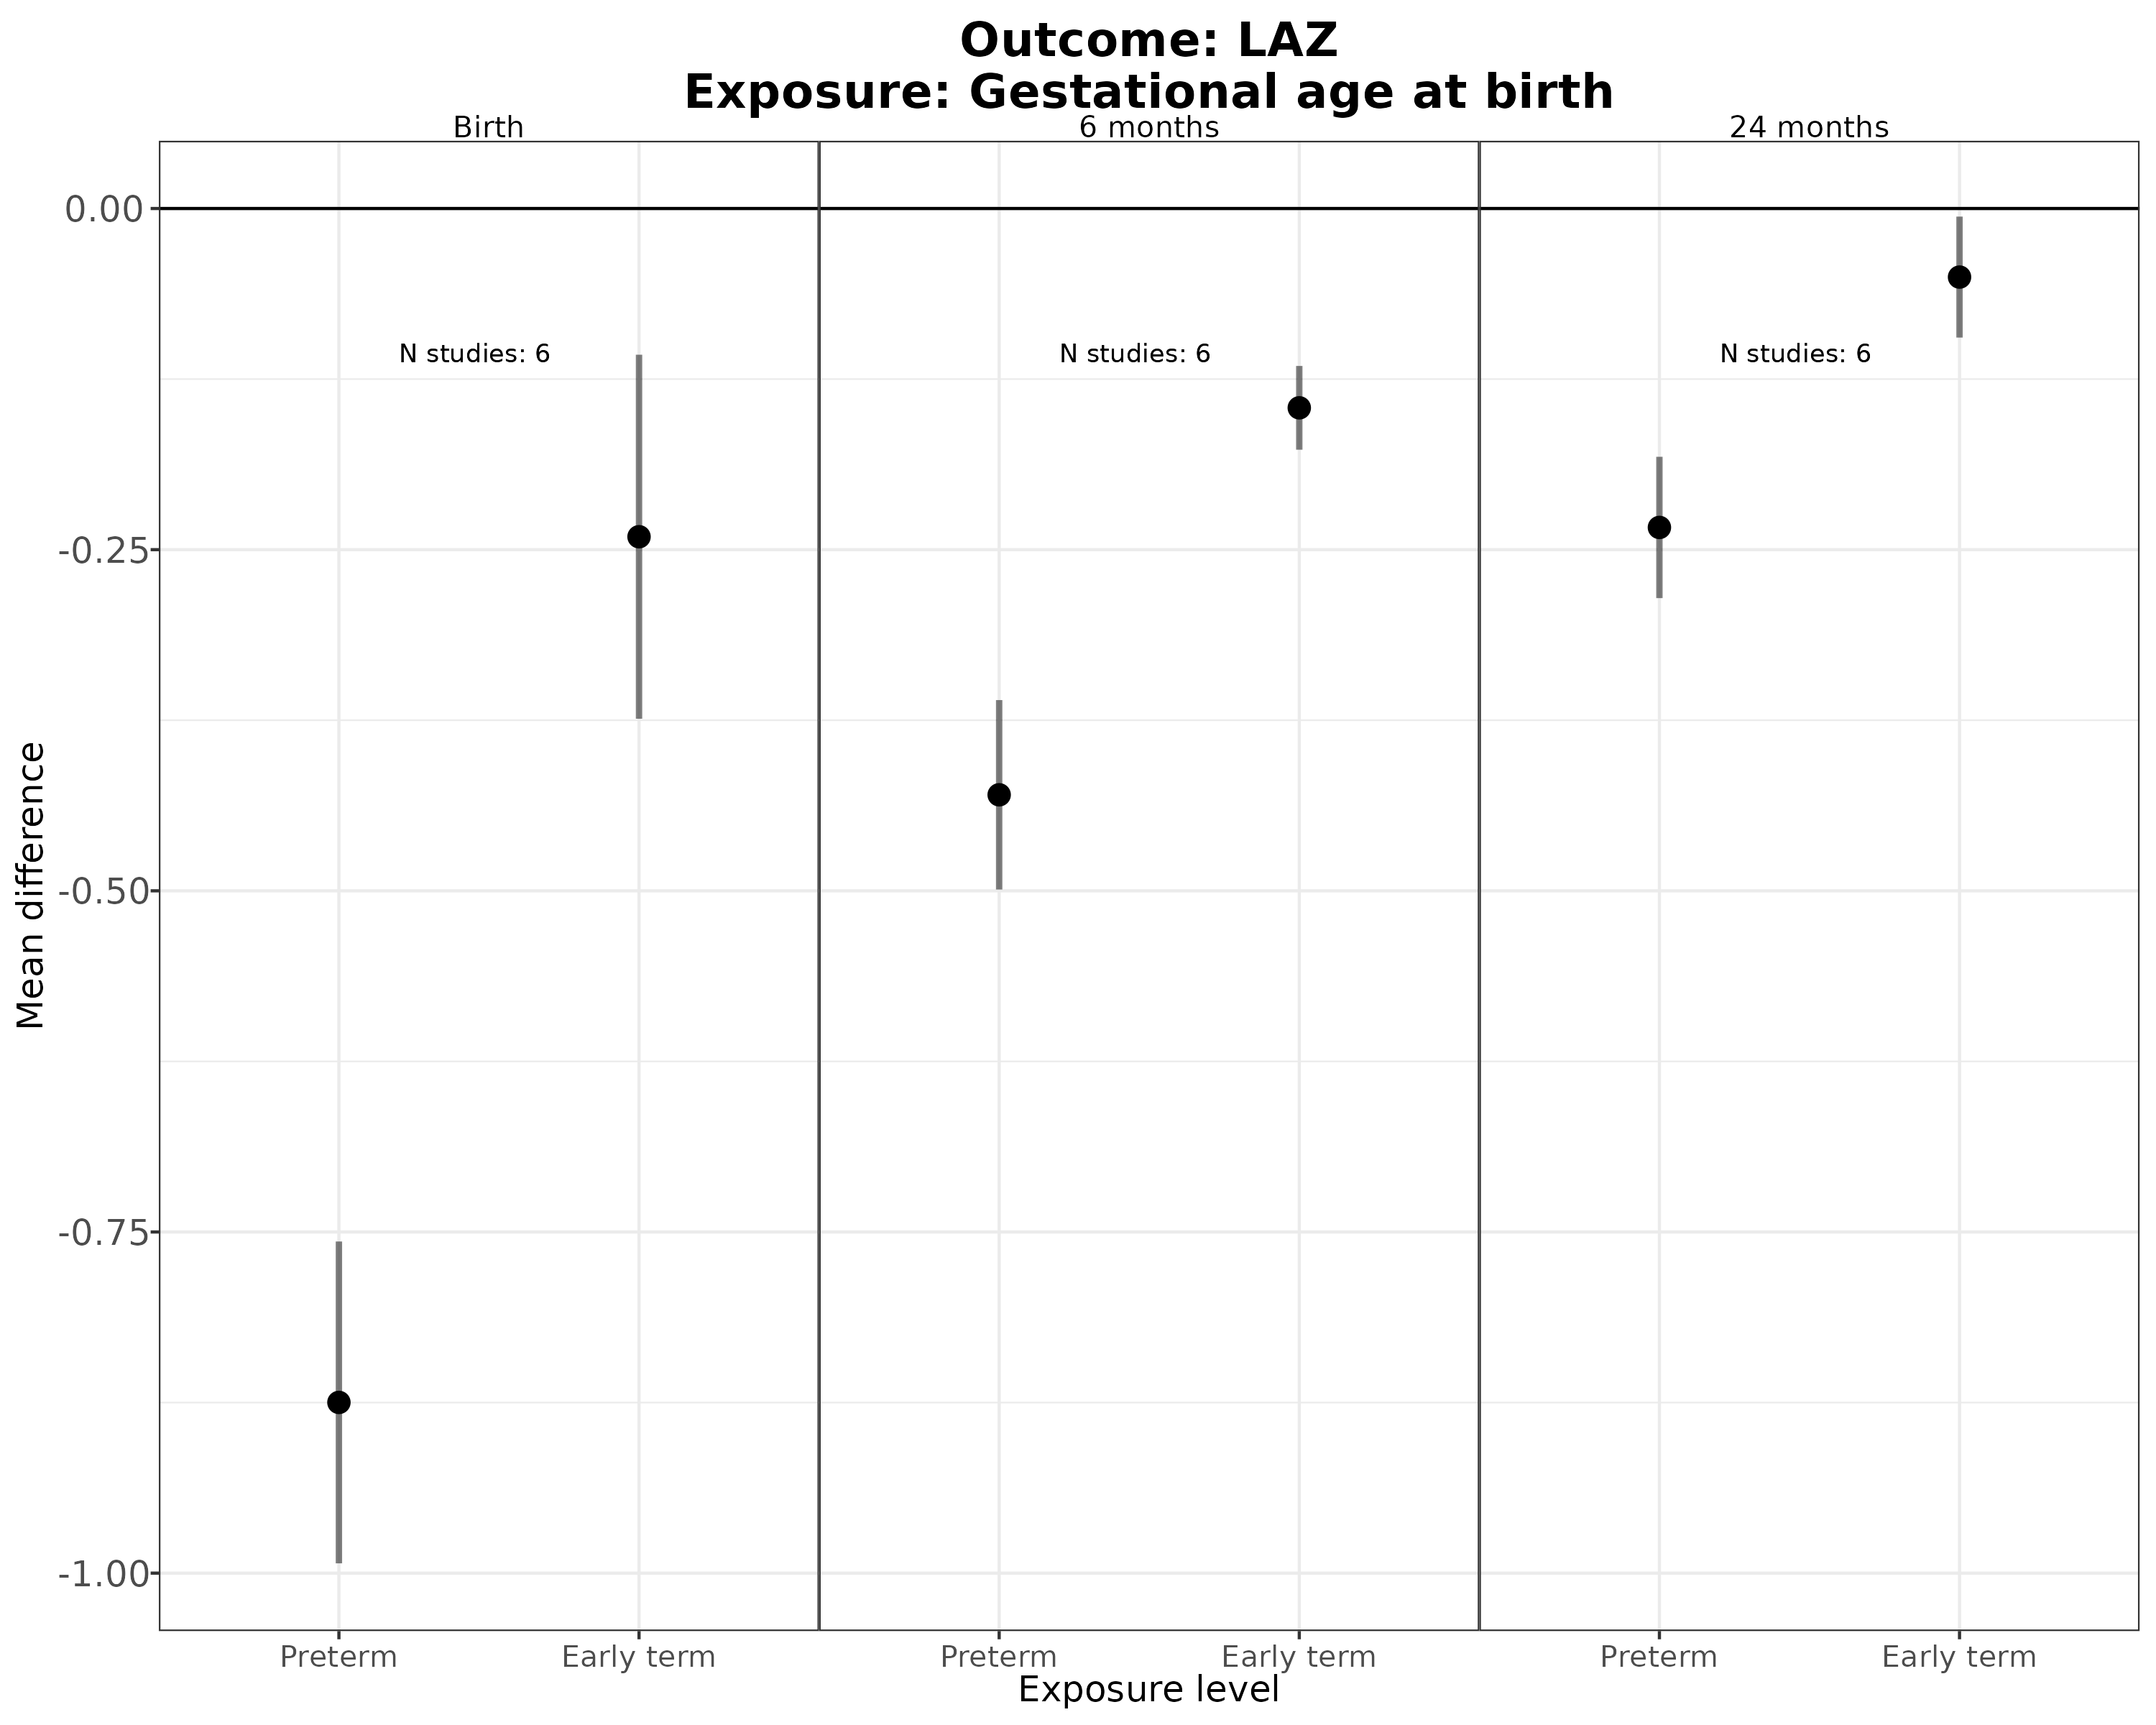 Outcome: LAZ
Exposure: Gestational age at birth
Birth
6 months
24 months
0.00
-0.25
-0.50
-0.75
-1.00
Mean difference
N studies: 6
N studies: 6
N studies: 6
Preterm
Early term
Preterm
Early term
Preterm
Early term
Exposure level